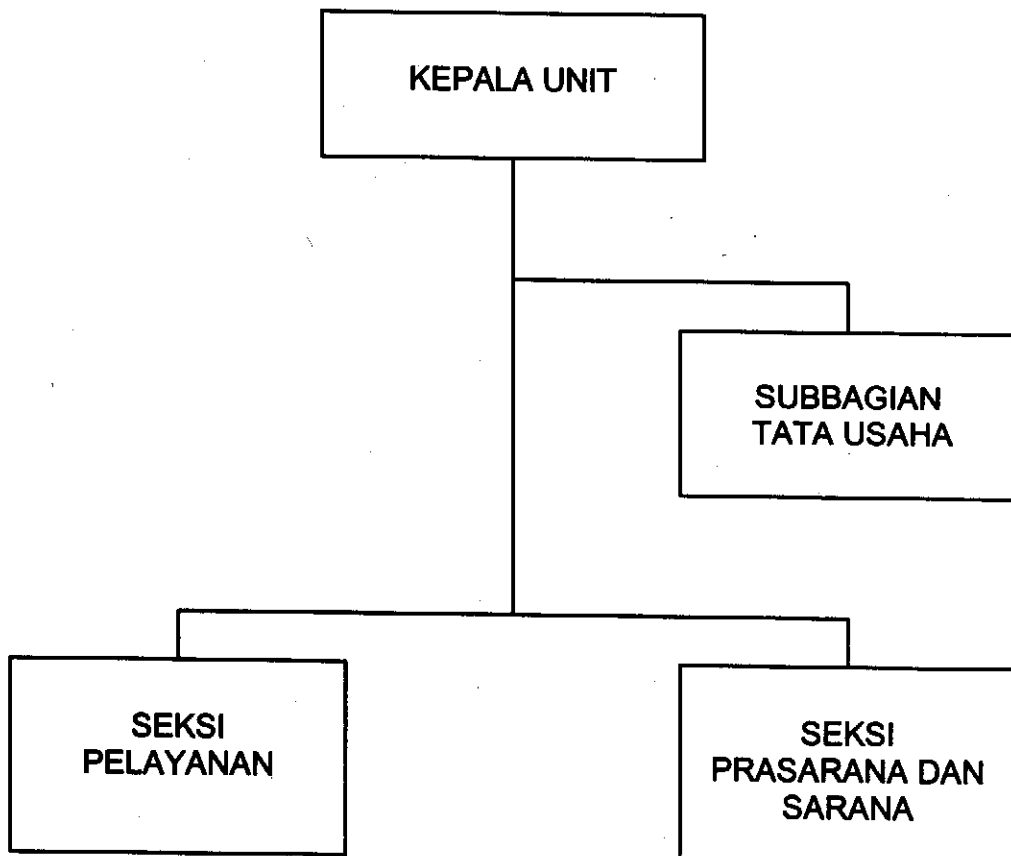 KEPALA UNIT
SUBBAGIAN
TATA USAHA
SEKSI
PELAYANAN
SEKSI
PRASARANA DAN
SARANA